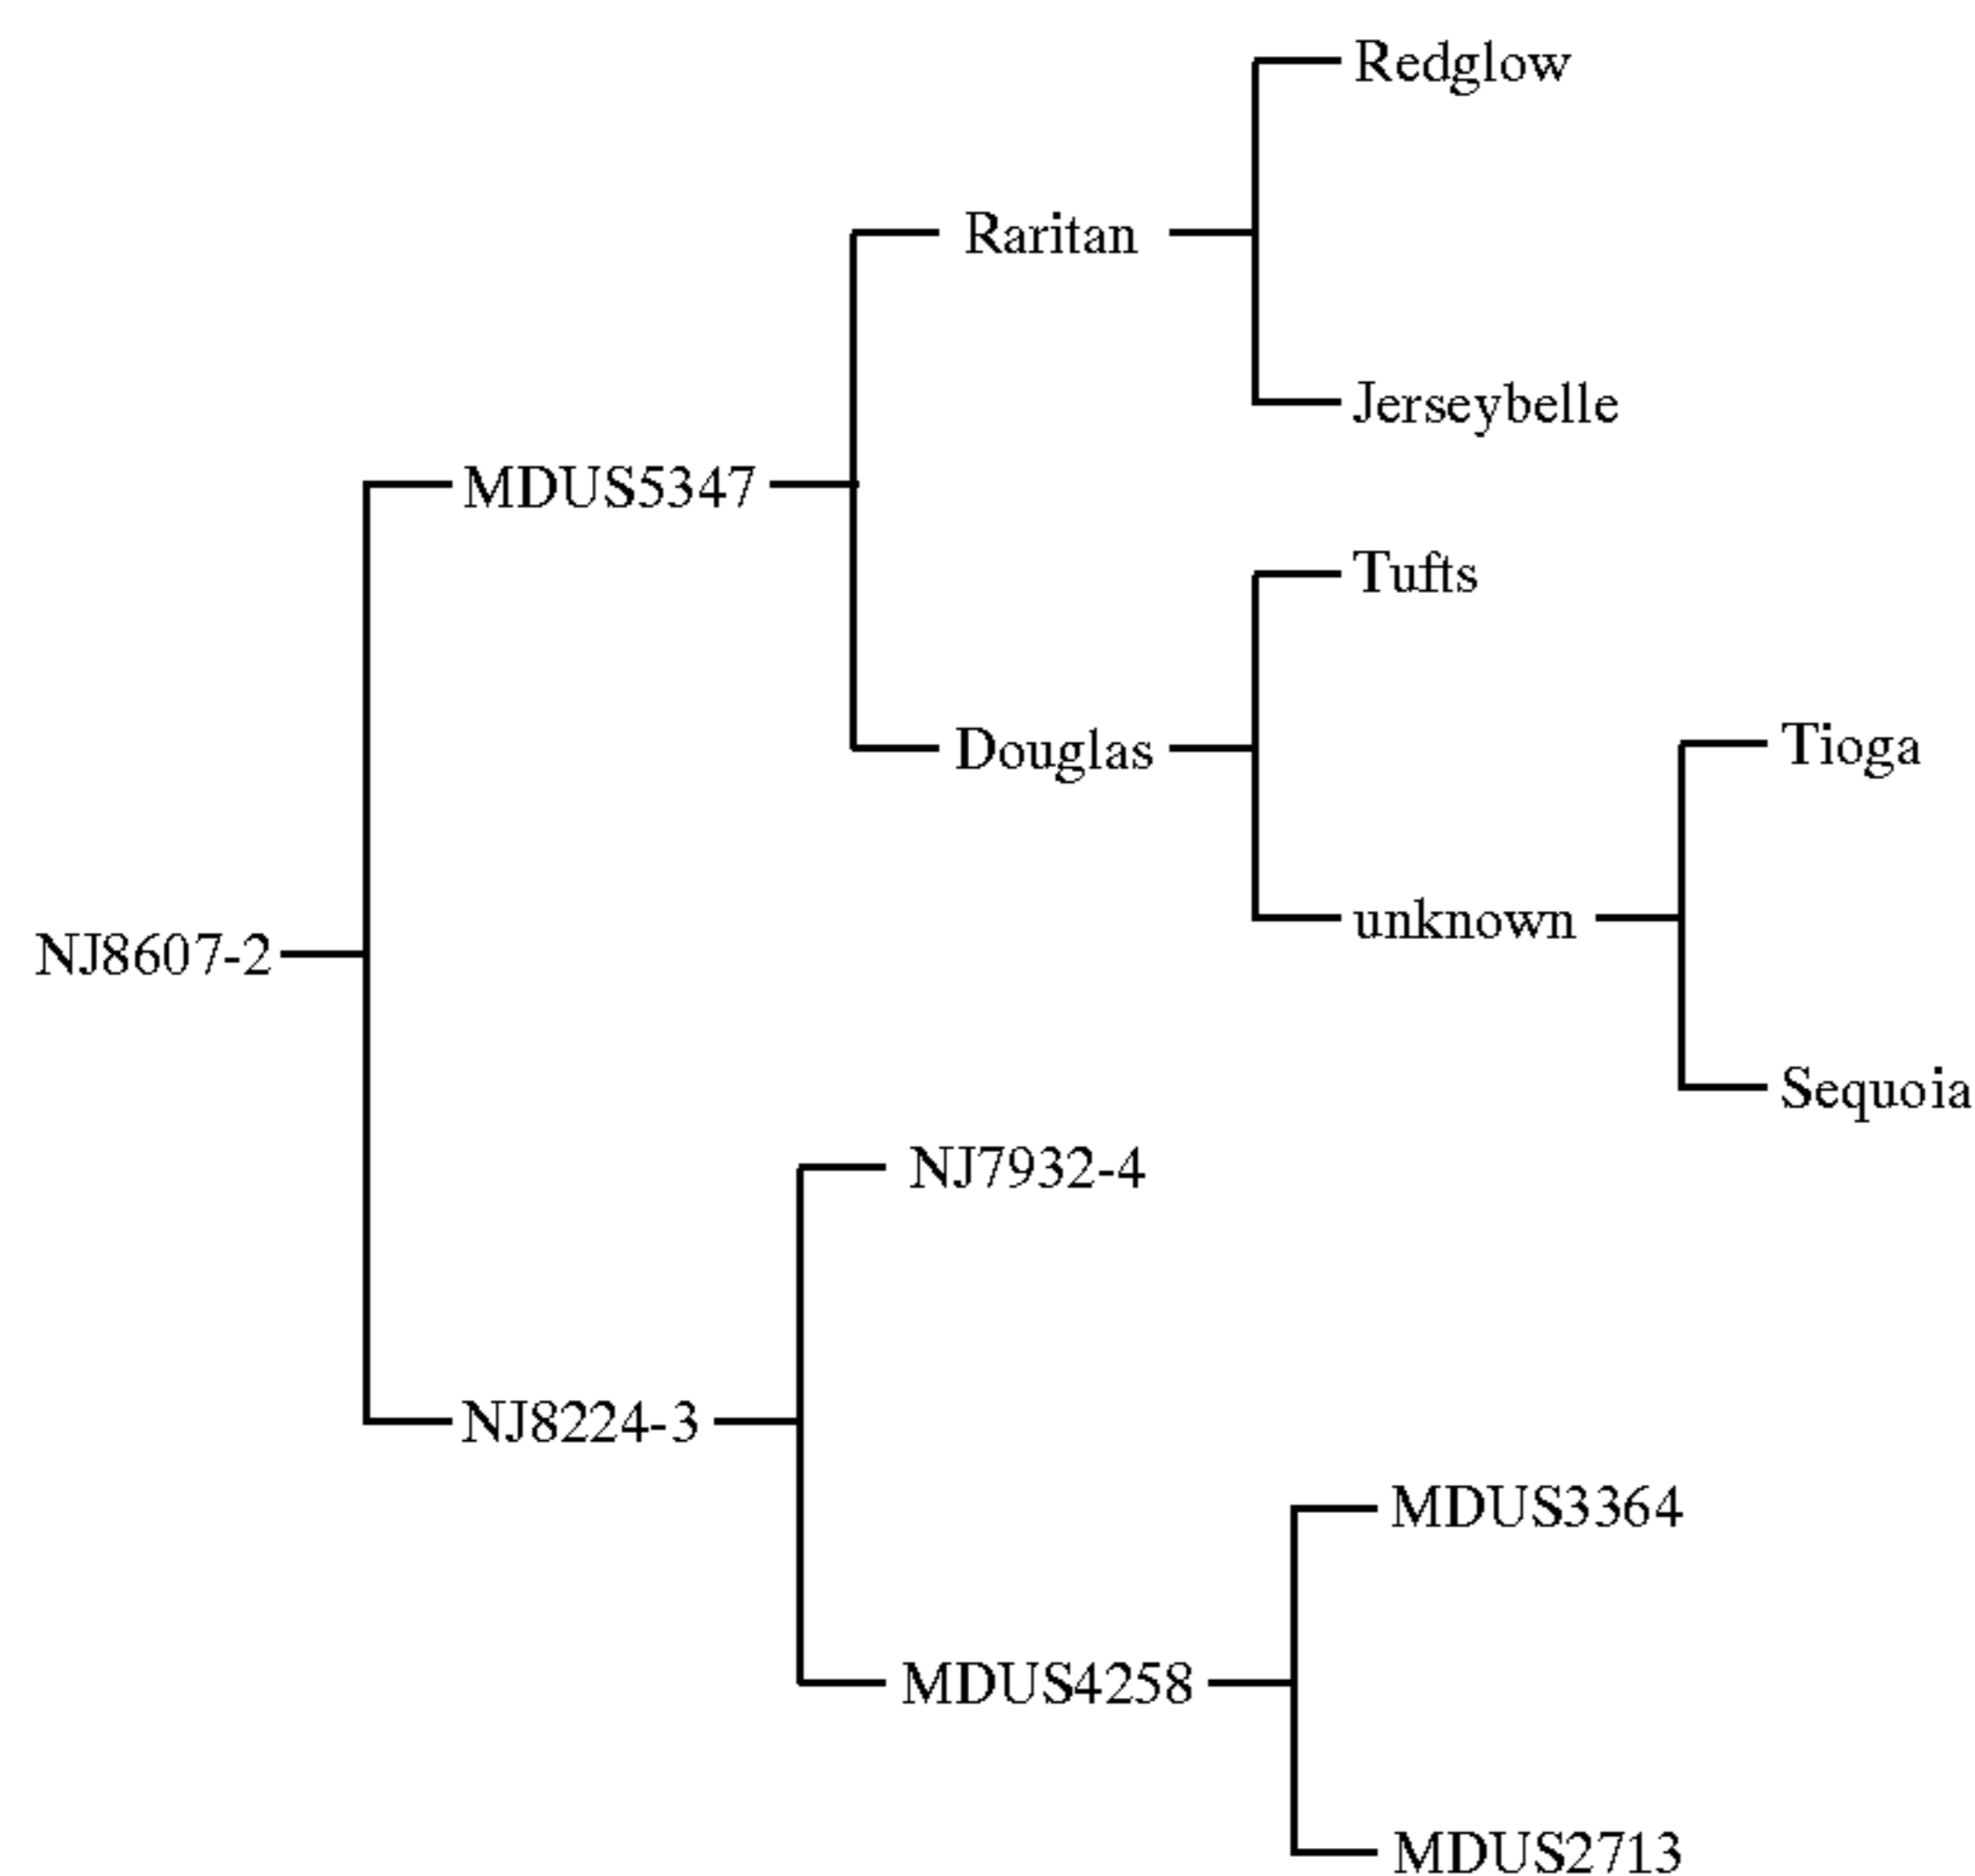 Redglow
Raritan
Jerseybelle
MDUS5347
Tufts
Douglas
Tioga
unknown
NJ8607-2
Sequoia
NJ7932-4
NJ8224-3
MDUS3364
MDUS4258
MDUS2713